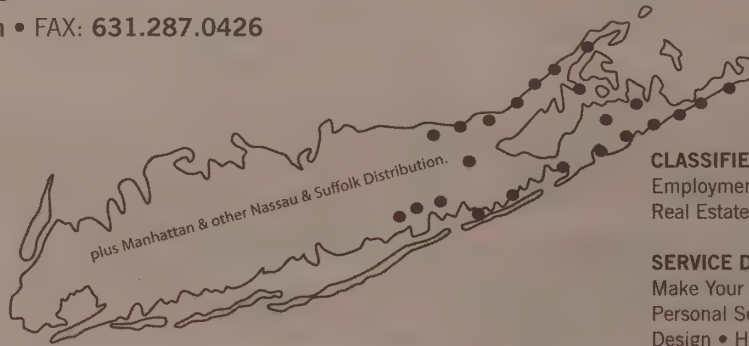 • FAX: 631.287.0426
plus Manhattan & other Nassau & Suffolk Distribution.
CLASSIFIE
Employmen
Real Estate
SERVICE D
Make Your
Personal Se
Design • H